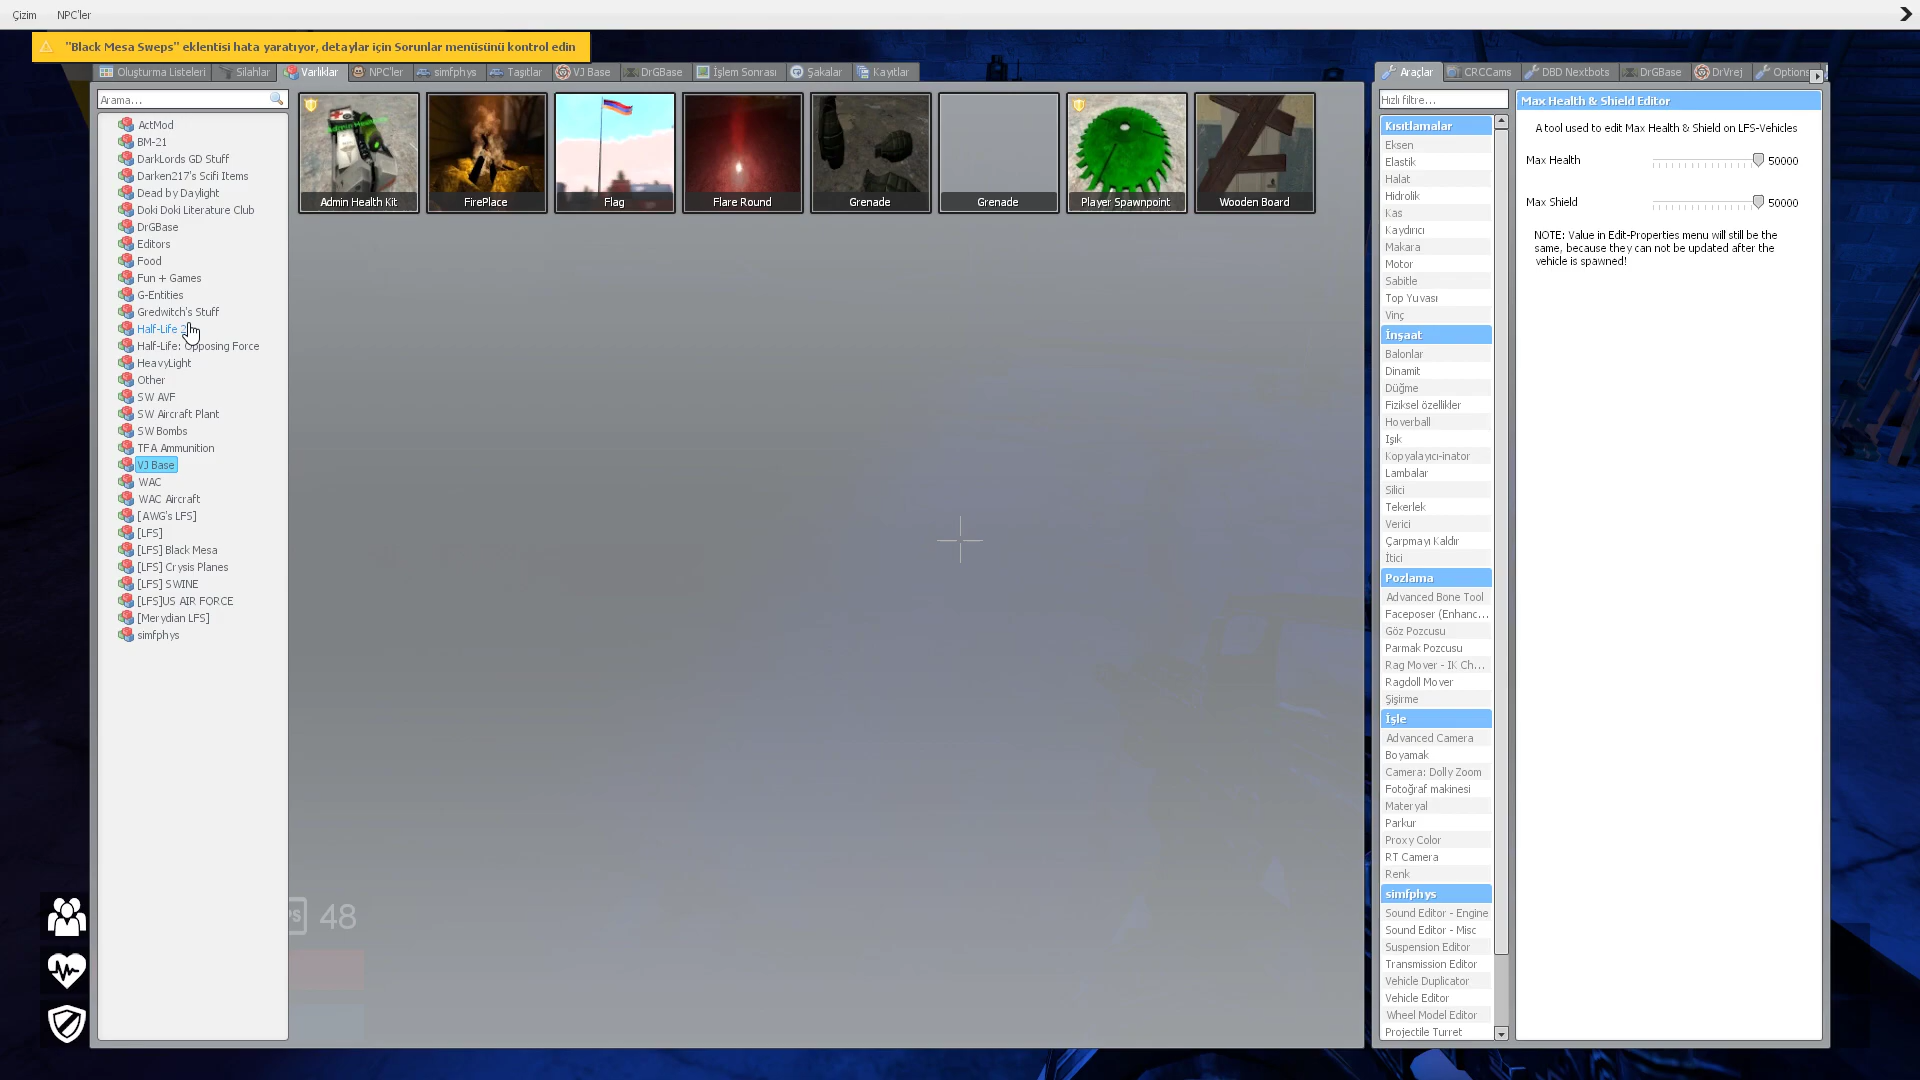 Çizim NPC'ler
"Black Mesa Sweps" eklentisi hata yaratıyor, detaylar için Sorunlar menüsünü kontrol edin
Oluşturma Listeleri Silahlar Varlıklar NPC'ler simfphys Taşıtlar VJ Base DrGBase İşlem Sonrası Şakalar Kayıtlar
Arama...
ActMod
BM-21
DarkLords GD Stuff
Darken217's Scifi Items
Dead by Daylight
Doki Doki Literature Club
DrGBase
Editors
Food
Fun + Games
G-Entities
Gredwitch's Stuff
Half-Life 2
Half-Life: Opposing Force
HeavyLight
Other
SW AVF
SW Aircraft Plant
SW Bombs
TFA Ammunition
VJ Base
WAC
WAC Aircraft
[AWG's LFS]
[LFS]
[LFS] Black Mesa
[LFS] Crysis Planes
[LFS] SWINE
[LFS]US AIR FORCE
[Merydian LFS]
simfphys
Admin Health Kit FirePlace Flag Flare Round Grenade Grenade Player Spawnpoint Wooden Board
48
Araçlar CRCCams DBD Nextbots DrGBase DrVrej Options
Hızlı filtre...
Kısıtlamalar
Eksen
Elastik
Halat
Hidrolik
Kas
Kaydırıcı
Makara
Motor
Sabitle
Top Yuvası
Vinç
İnşaat
Balonlar
Dinamit
Düğme
Fiziksel özellikler
Hoverball
Işık
Kopyalayıcı-inator
Lambalar
Silici
Tekerlek
Verici
Çarpmayı Kaldır
İtici
Pozlama
Advanced Bone Tool
Faceposer (Enhanc...
Göz Pozcusu
Parmak Pozcusu
Rag Mover - IK Ch...
Ragdoll Mover
Şişirme
İşle
Advanced Camera
Boyamak
Camera: Dolly Zoom
Fotoğraf makinesi
Materyal
Parkur
Proxy Color
RT Camera
Renk
simfphys
Sound Editor - Engine
Sound Editor - Misc
Suspension Editor
Transmission Editor
Vehicle Duplicator
Vehicle Editor
Wheel Model Editor
Projectile Turret
Max Health & Shield Editor
A tool used to edit Max Health & Shield on LFS-Vehicles
Max Health 50000
Max Shield 50000
NOTE: Value in Edit-Properties menu will still be the
same, because they can not be updated after the
vehicle is spawned!